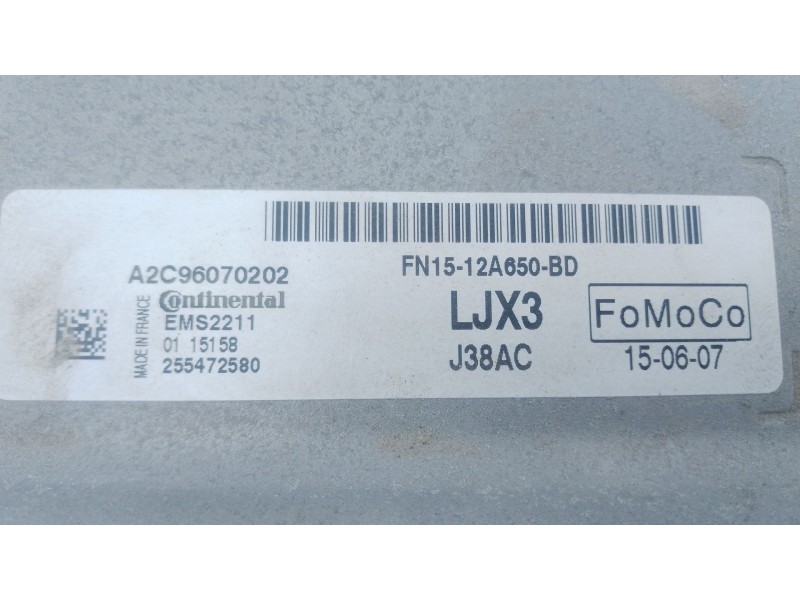 FN15-12A650-BD
A2C96070202
Continental
EMS2211
01 15158
255472580
MADE IN FRANCE
LJX3
J38AC
FoMoCo
15-06-07